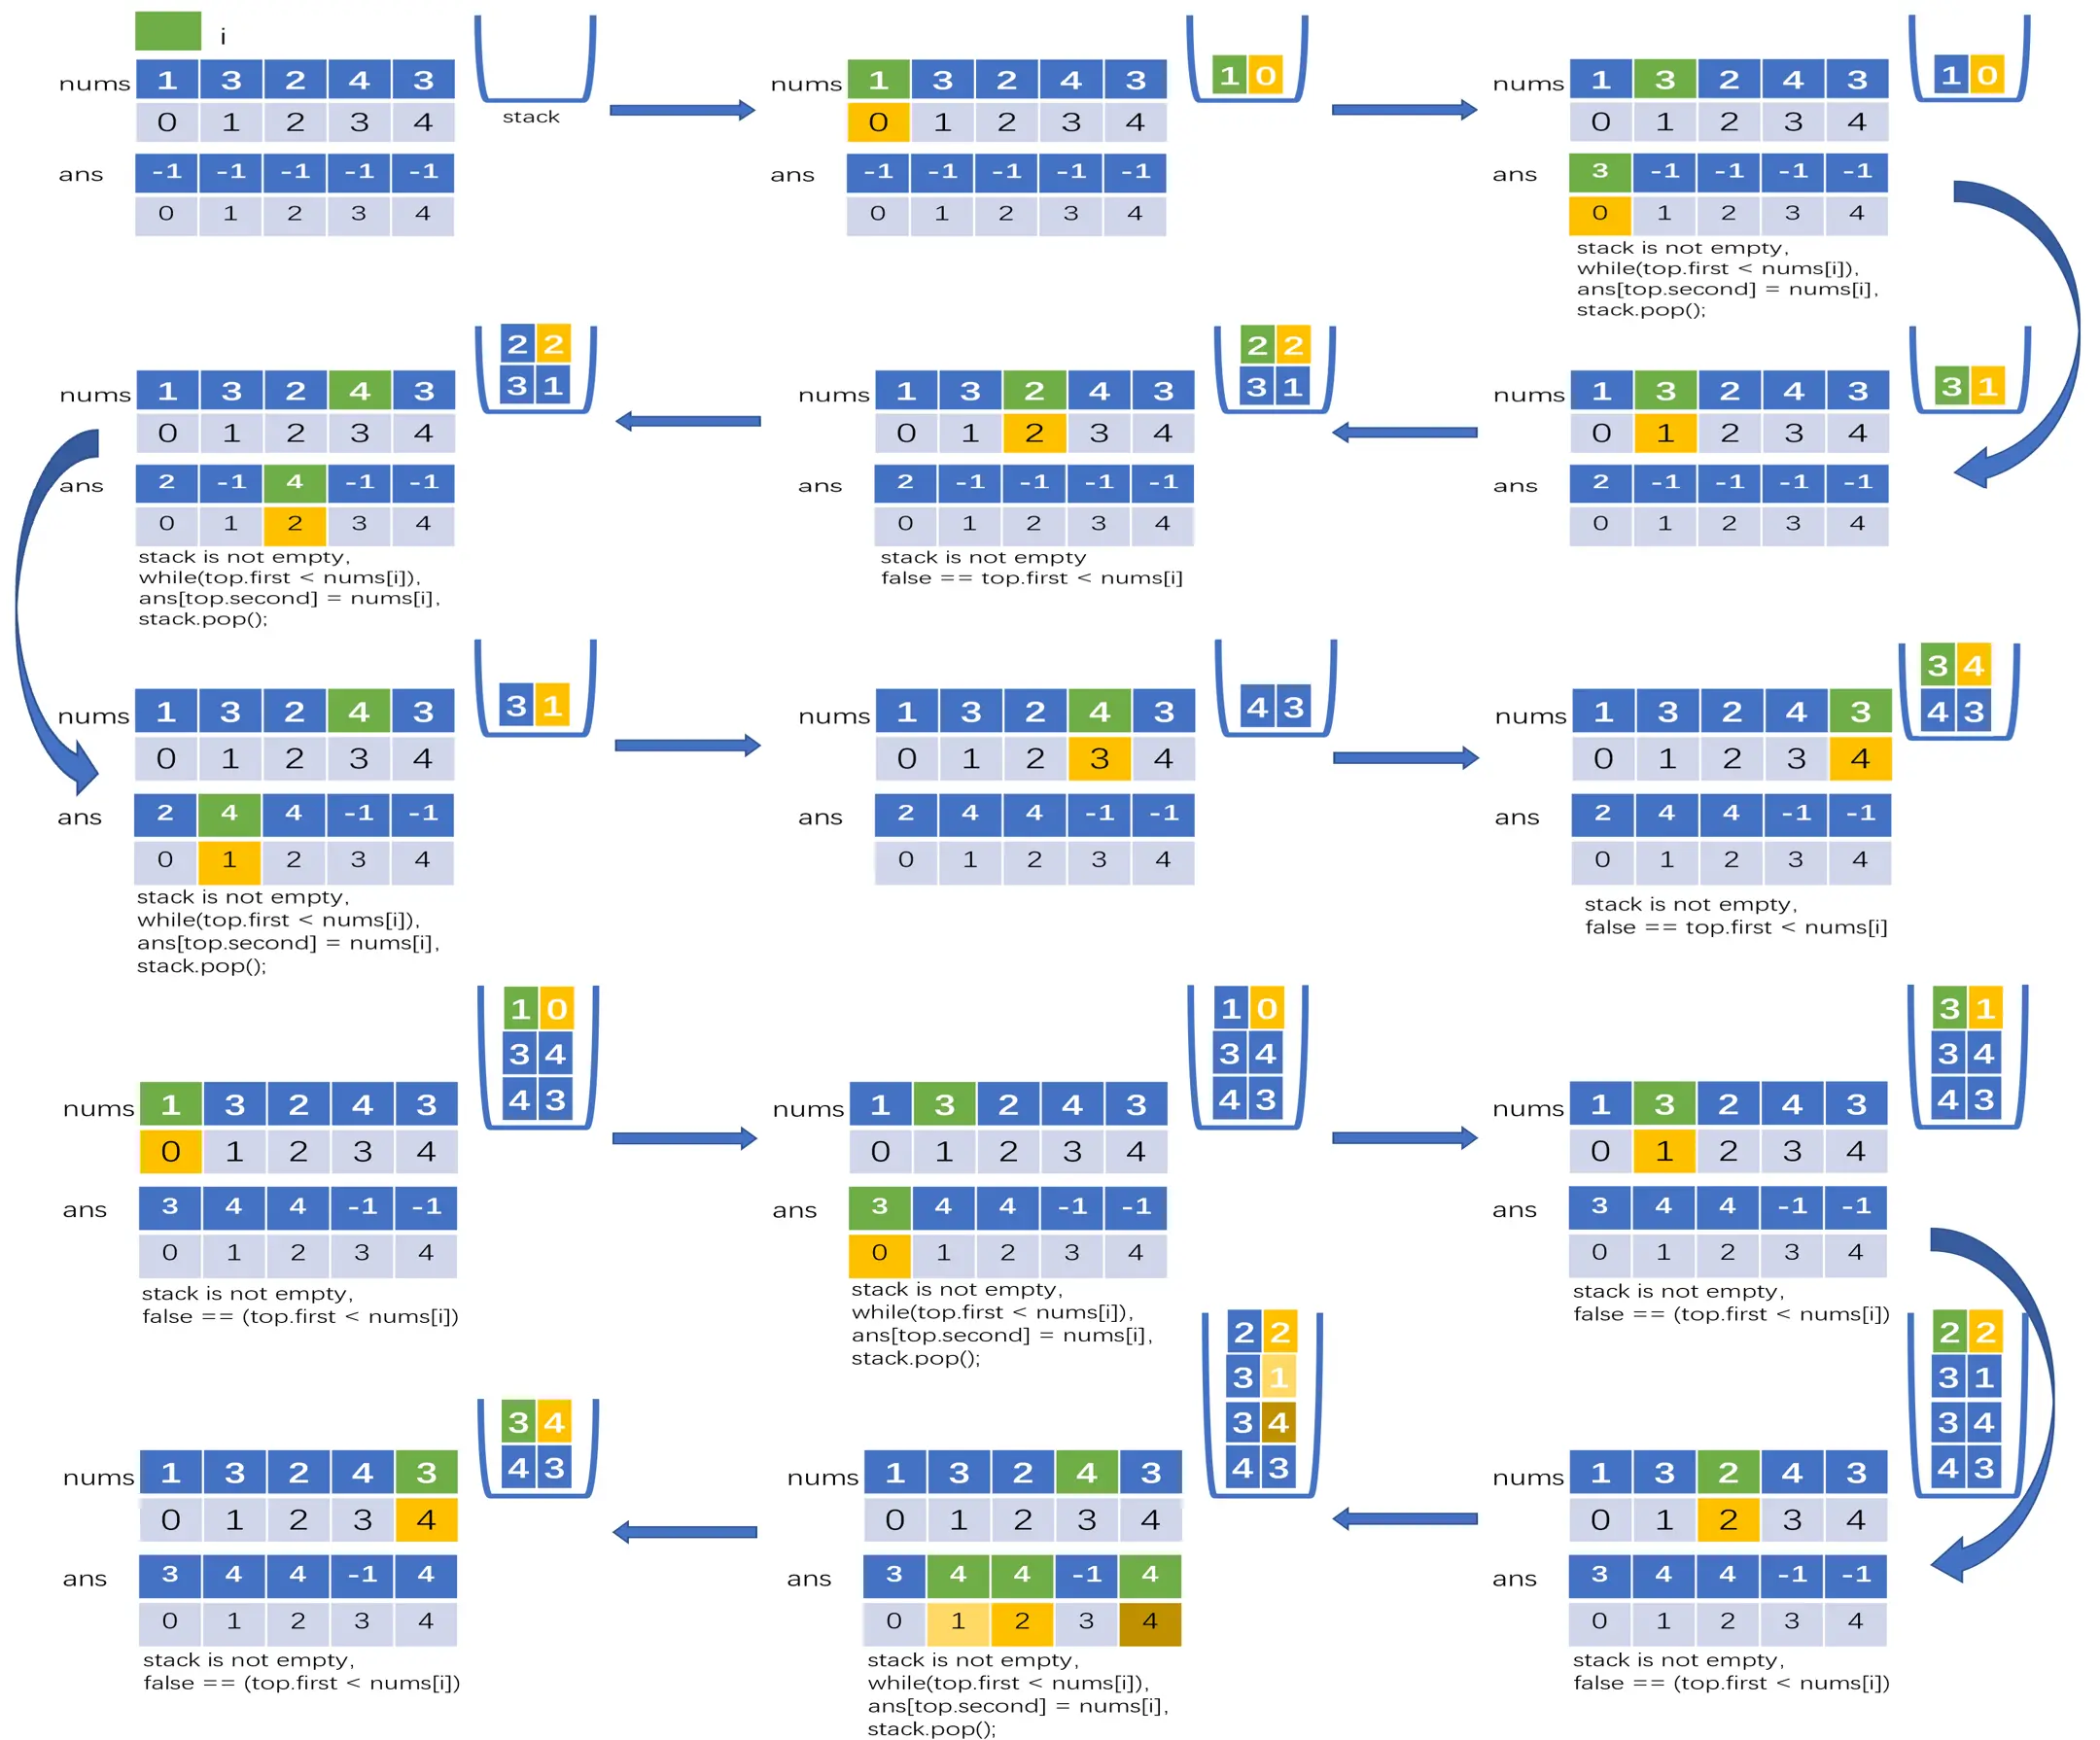 i
nums 1 3 2 4 3
0 1 2 3 4
ans -1 -1 -1 -1 -1
0 1 2 3 4
stack
nums 1 3 2 4 3
0 1 2 3 4
ans -1 -1 -1 -1 -1
0 1 2 3 4
1 0
nums 1 3 2 4 3
0 1 2 3 4
ans 3 -1 -1 -1 -1
0 1 2 3 4
1 0
stack is not empty,
while(top.first < nums[i]),
ans[top.second] = nums[i],
stack.pop();
nums 1 3 2 4 3
0 1 2 3 4
ans 2 -1 -1 -1 -1
0 1 2 3 4
3 1
nums 1 3 2 4 3
0 1 2 3 4
ans 2 -1 -1 -1 -1
0 1 2 3 4
2 2
3 1
stack is not empty
false == top.first < nums[i]
nums 1 3 2 4 3
0 1 2 3 4
ans 2 -1 4 -1 -1
0 1 2 3 4
2 2
3 1
stack is not empty,
while(top.first < nums[i]),
ans[top.second] = nums[i],
stack.pop();
nums 1 3 2 4 3
0 1 2 3 4
ans 2 4 4 -1 -1
0 1 2 3 4
3 1
stack is not empty,
while(top.first < nums[i]),
ans[top.second] = nums[i],
stack.pop();
nums 1 3 2 4 3
0 1 2 3 4
ans 2 4 4 -1 -1
0 1 2 3 4
4 3
nums 1 3 2 4 3
0 1 2 3 4
ans 2 4 4 -1 -1
0 1 2 3 4
3 4
4 3
stack is not empty,
false == top.first < nums[i]
nums 1 3 2 4 3
0 1 2 3 4
ans 3 4 4 -1 -1
0 1 2 3 4
1 0
3 4
4 3
stack is not empty,
false == (top.first < nums[i])
nums 1 3 2 4 3
0 1 2 3 4
ans 3 4 4 -1 -1
0 1 2 3 4
1 0
3 4
4 3
stack is not empty,
while(top.first < nums[i]),
ans[top.second] = nums[i],
stack.pop();
nums 1 3 2 4 3
0 1 2 3 4
ans 3 4 4 -1 -1
0 1 2 3 4
3 1
3 4
4 3
stack is not empty,
false == (top.first < nums[i])
nums 1 3 2 4 3
0 1 2 3 4
ans 3 4 4 -1 -1
0 1 2 3 4
2 2
3 1
3 4
4 3
stack is not empty,
false == (top.first < nums[i])
nums 1 3 2 4 3
0 1 2 3 4
ans 3 4 4 -1 4
0 1 2 3 4
2 2
3 1
3 4
4 3
stack is not empty,
while(top.first < nums[i]),
ans[top.second] = nums[i],
stack.pop();
nums 1 3 2 4 3
0 1 2 3 4
ans 3 4 4 -1 4
0 1 2 3 4
3 4
4 3
stack is not empty,
false == (top.first < nums[i])